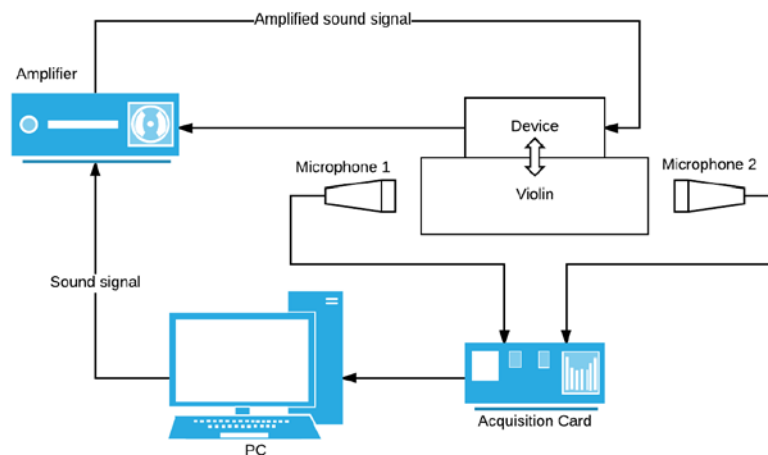 Amplified sound signal
Amplifier
Device
Microphone 1
Microphone 2
Violin
Sound signal
Acquisition Card
PC